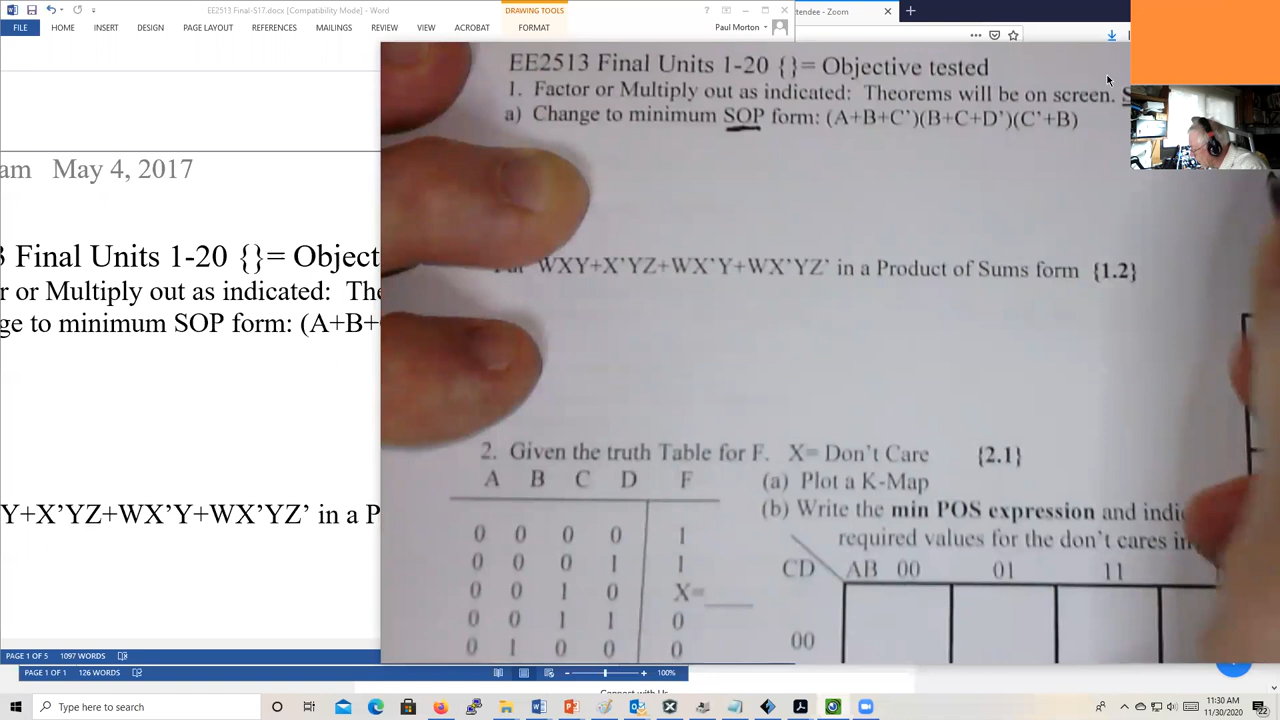 EE2513 Final-S17.docx [Compatibility Mode] - Word
DRAWING TOOLS
FILE HOME INSERT DESIGN PAGE LAYOUT REFERENCES MAILINGS REVIEW VIEW ACROBAT FORMAT
Paul Morton
tendee - Zoom
am May 4, 2017
3 Final Units 1-20 {}= Object
r or Multiply out as indicated: The
ge to minimum SOP form: (A+B+
Y+X’YZ+WX’Y+WX’YZ’ in a P
EE2513 Final Units 1-20 {}= Objective tested
1. Factor or Multiply out as indicated: Theorems will be on screen. S
a) Change to minimum SOP form: (A+B+C’)(B+C+D’)(C’+B)
WXY+X’YZ+WX’Y+WX’YZ’ in a Product of Sums form {1.2}
2. Given the truth Table for F. X= Don’t Care {2.1}
A B C D F
(a) Plot a K-Map
(b) Write the min POS expression and indi
required values for the don’t cares in
0 0 0 0 1
0 0 0 1 1
0 0 1 0 X=___
0 0 1 1 0
0 1 0 0 0
CD AB 00 01 11
00
PAGE 1 OF 5 1097 WORDS
PAGE 1 OF 1 126 WORDS
100%
Connect with Us
Type here to search
11:30 AM
11/30/2020
22